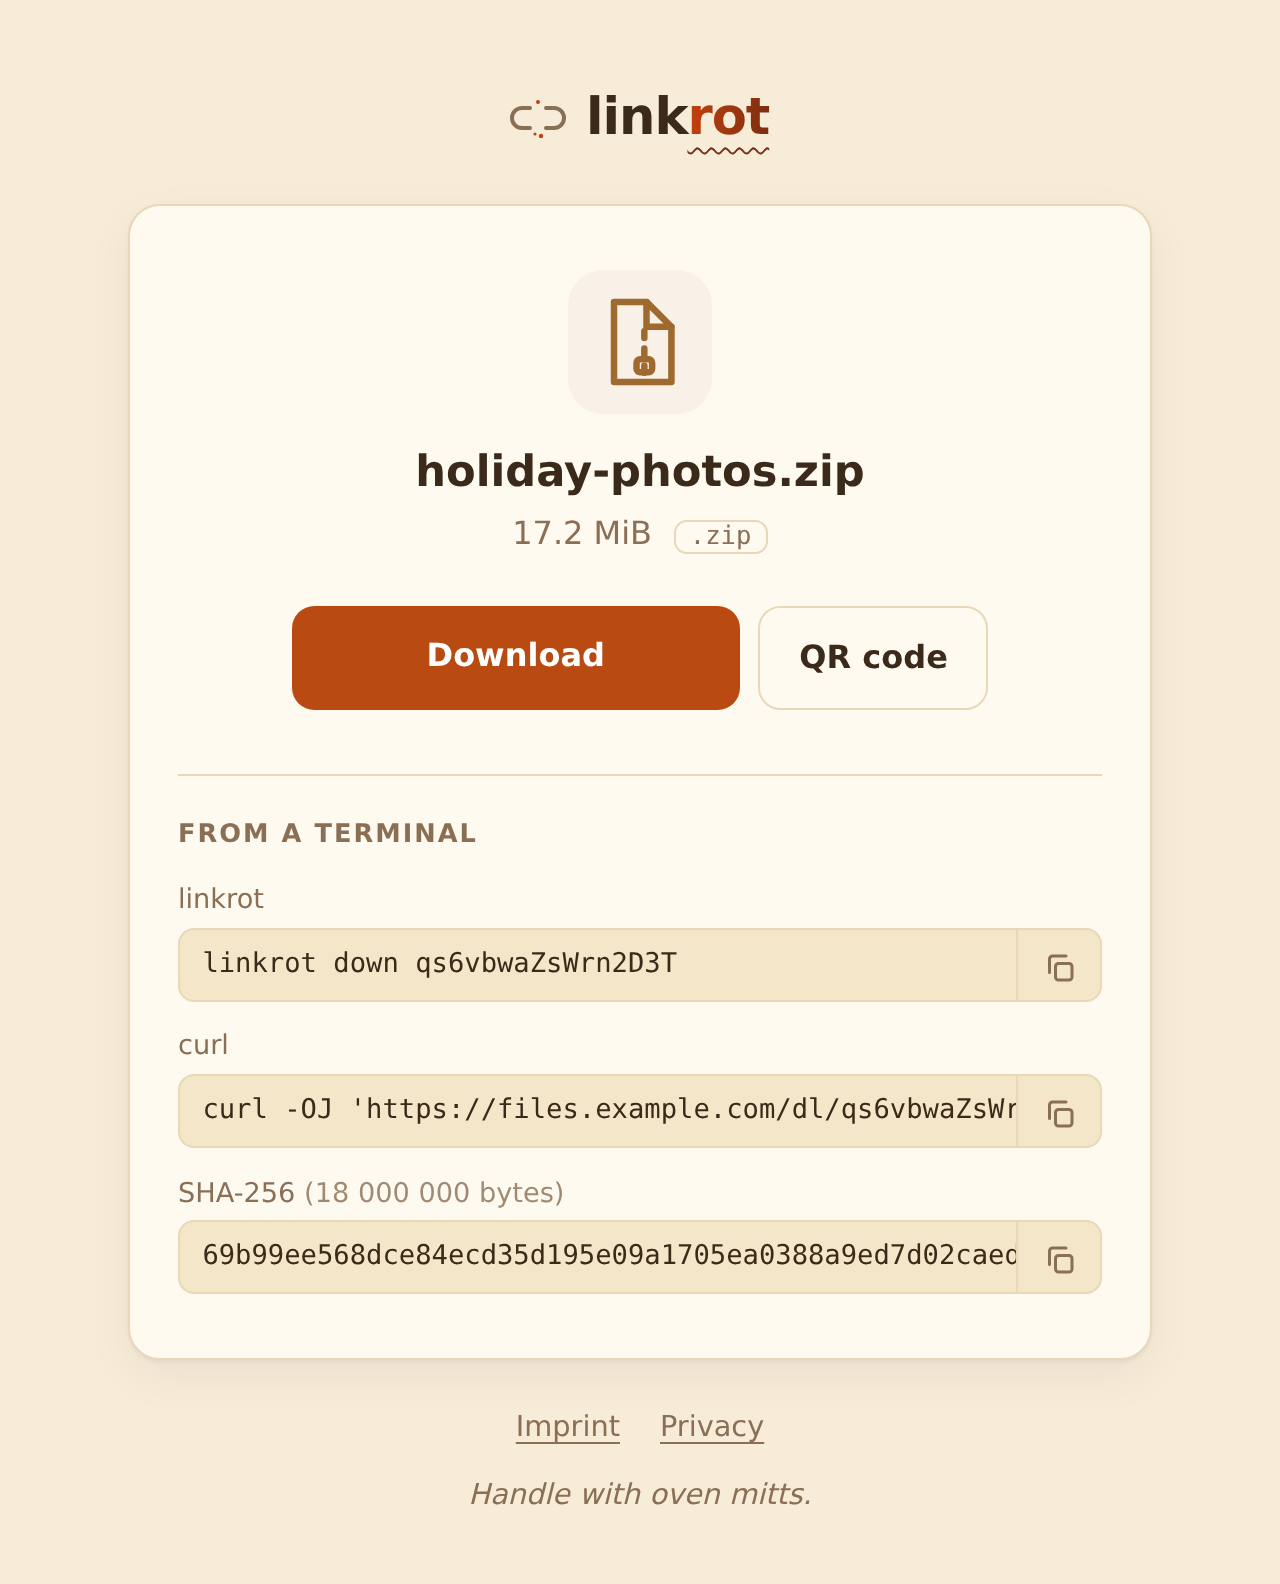 linkrot
holiday-photos.zip
17.2 MiB .zip
Download
QR code
FROM A TERMINAL
linkrot
linkrot down qs6vbwaZsWrn2D3T
curl
curl -OJ 'https://files.example.com/dl/qs6vbwaZsWr
SHA-256 (18 000 000 bytes)
69b99ee568dce84ecd35d195e09a1705ea0388a9ed7d02caed
Imprint Privacy
Handle with oven mitts.